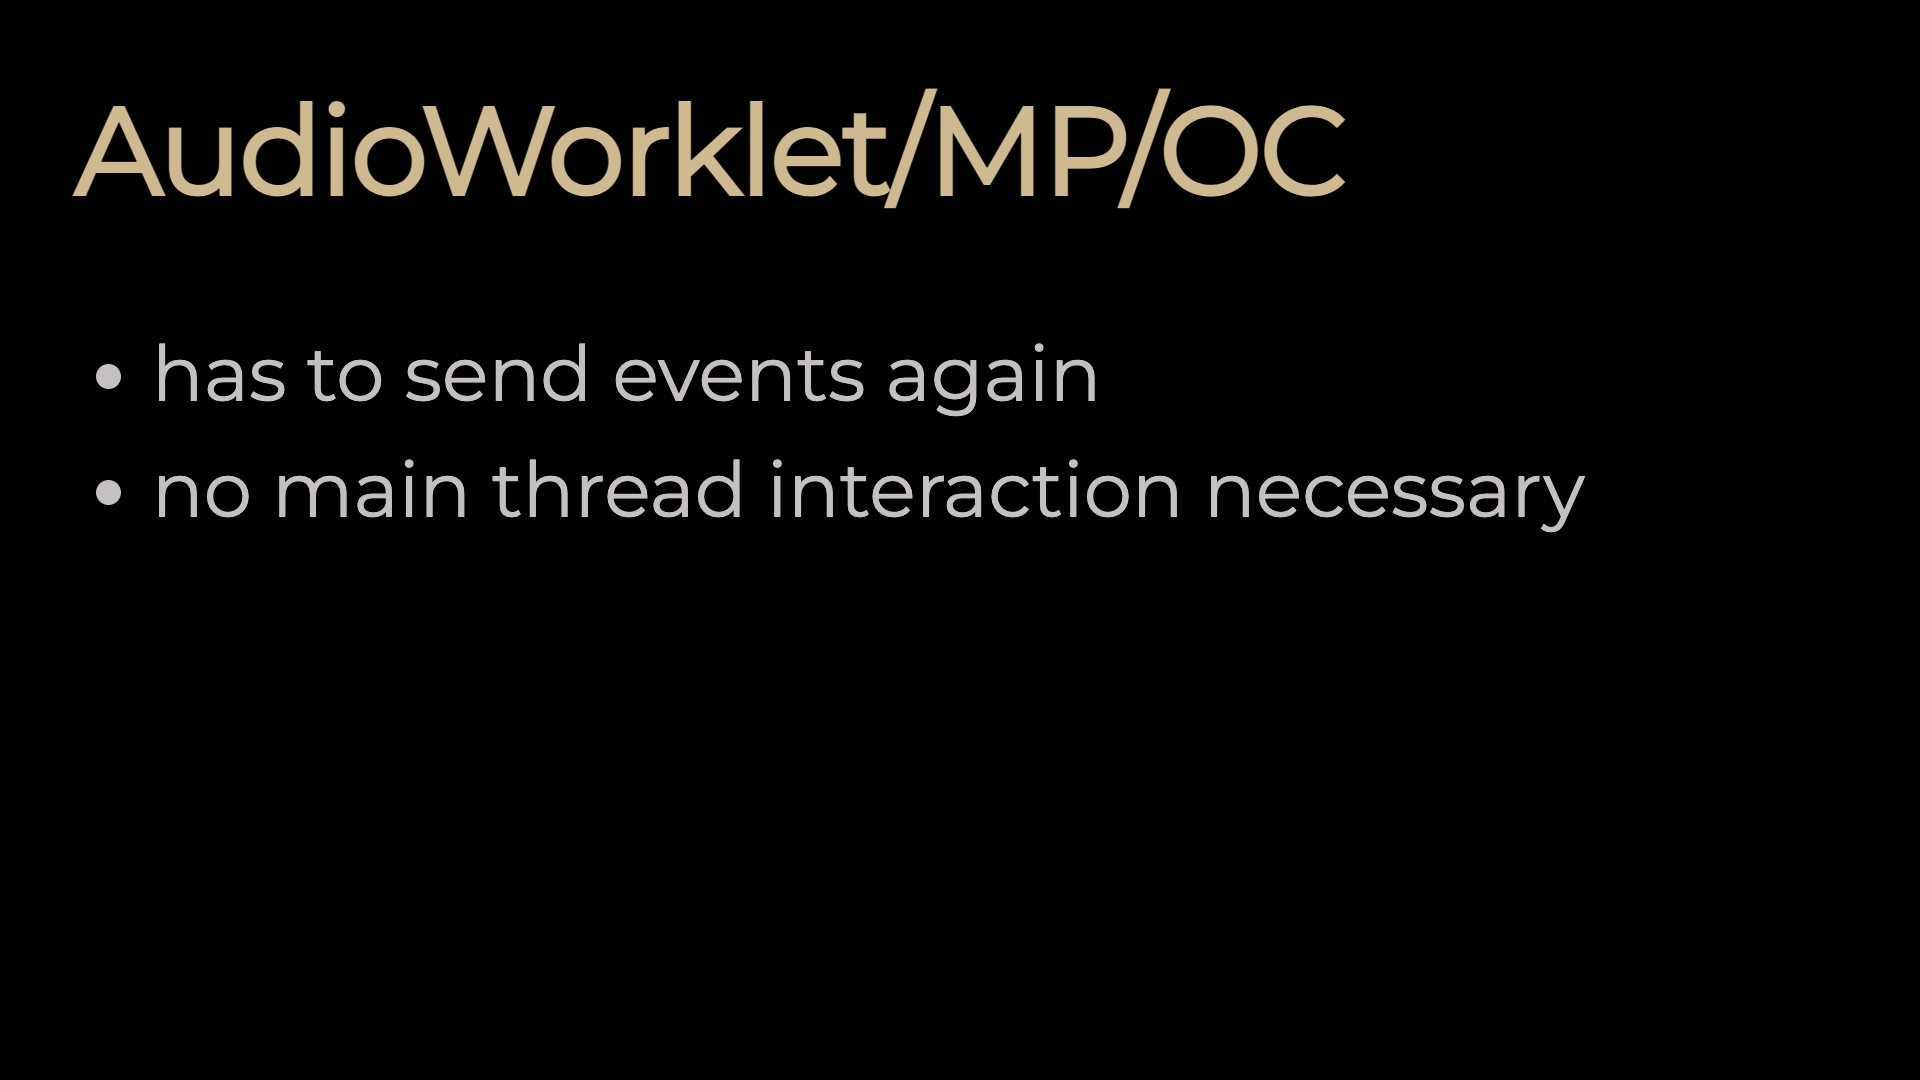 AudioWorklet/MP/OC
• has to send events again
• no main thread interaction necessary